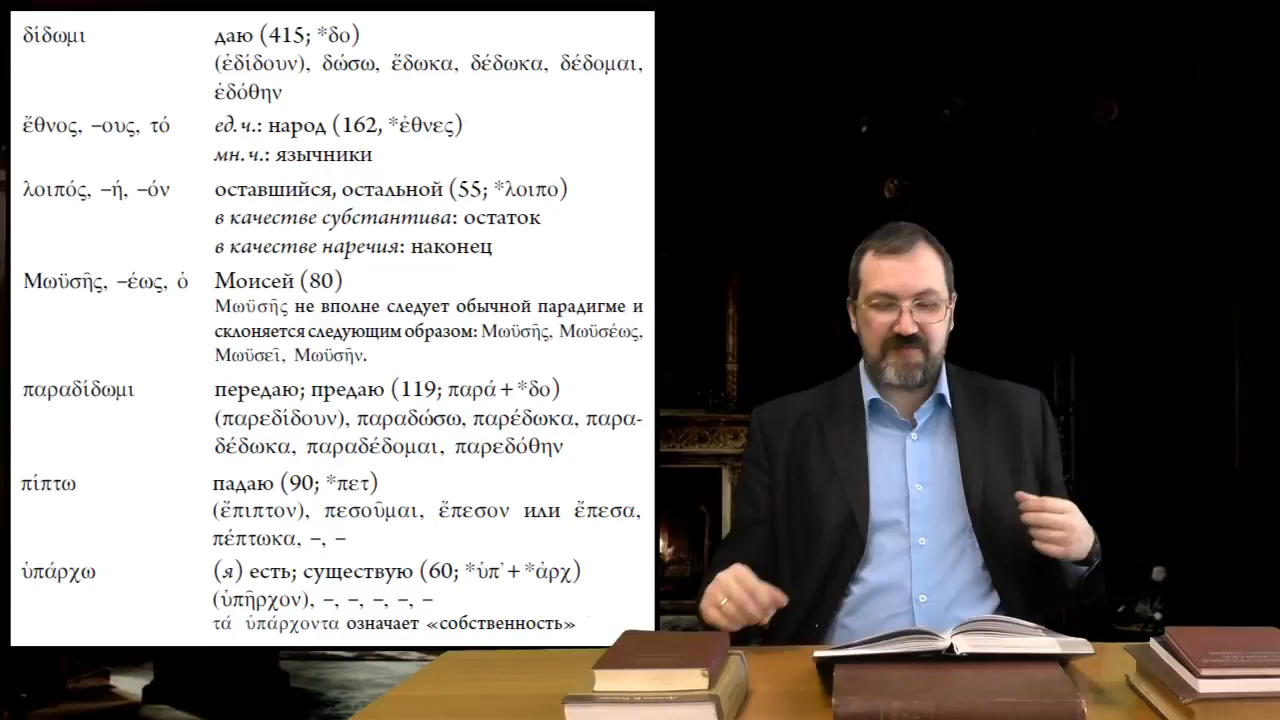 δίδωμι даю (415; *δο)
(ἐδίδουν), δώσω, ἔδωκα, δέδωκα, δέδομαι,
ἐδόθην
ἔθνος, –ους, τό ед. ч.: народ (162, *ἐθνες)
мн. ч.: язычники
λοιπός, –ή, –όν оставшийся, остальной (55; *λοιπο)
в качестве субстантива: остаток
в качестве наречия: наконец
Μωϋσῆς, –έως, ὁ Моисей (80)
Μωϋσῆς не вполне следует обычной парадигме и
склоняется следующим образом: Μωϋσῆς, Μωϋσέως,
Μωϋσεῖ, Μωϋσῆν.
παραδίδωμι передаю; предаю (119; παρά + *δο)
(παρεδίδουν), παραδώσω, παρέδωκα, παρα-
δέδωκα, παραδέδομαι, παρεδόθην
πίπτω падаю (90; *πετ)
(ἔπιπτον), πεσοῦμαι, ἔπεσον или ἔπεσα,
πέπτωκα, –, –
ὑπάρχω (я) есть; существую (60; *ὑπ᾿ + *ἀρχ)
(ὑπῆρχον), –, –, –, –, –
τά ὑπάρχοντα означает «собственность»